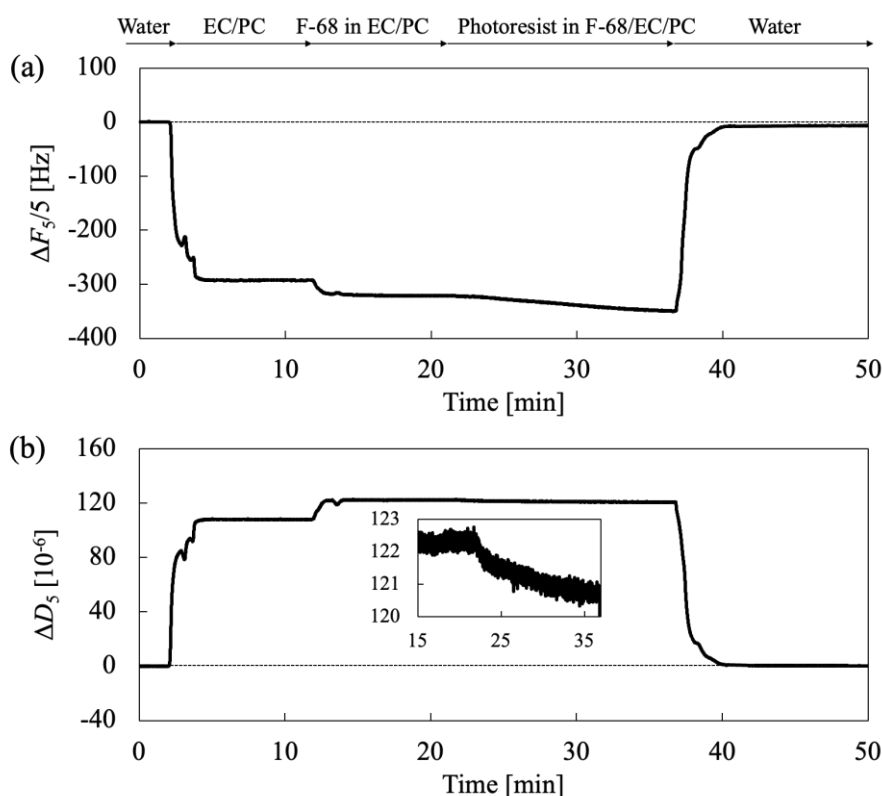 Water EC/PC F-68 in EC/PC Photoresist in F-68/EC/PC Water
(a)
100
0
-100
-200
-300
-400
ΔF5/5 [Hz]
0 10 20 30 40 50
Time [min]
(b)
160
120
80
40
0
-40
ΔD5 [10-6]
123
122
121
120
15 25 35
0 10 20 30 40 50
Time [min]